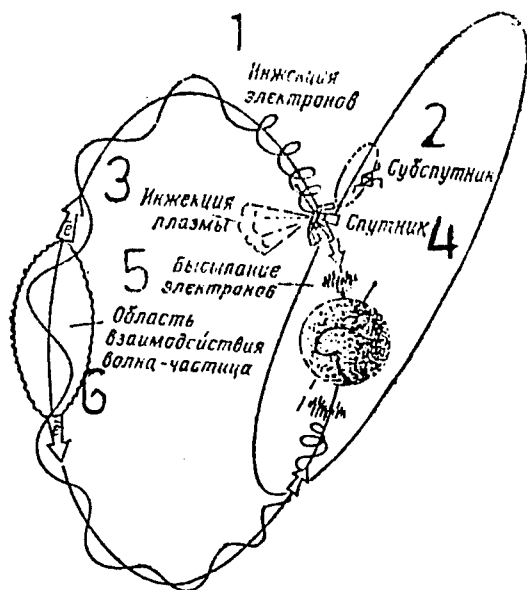 1
Инжекция
электронов
2
Субспутник
3
Инжекция
плазмы
Спутник 4
5
Высыпание
электронов
Область
взаимодействия
волна-частица
6